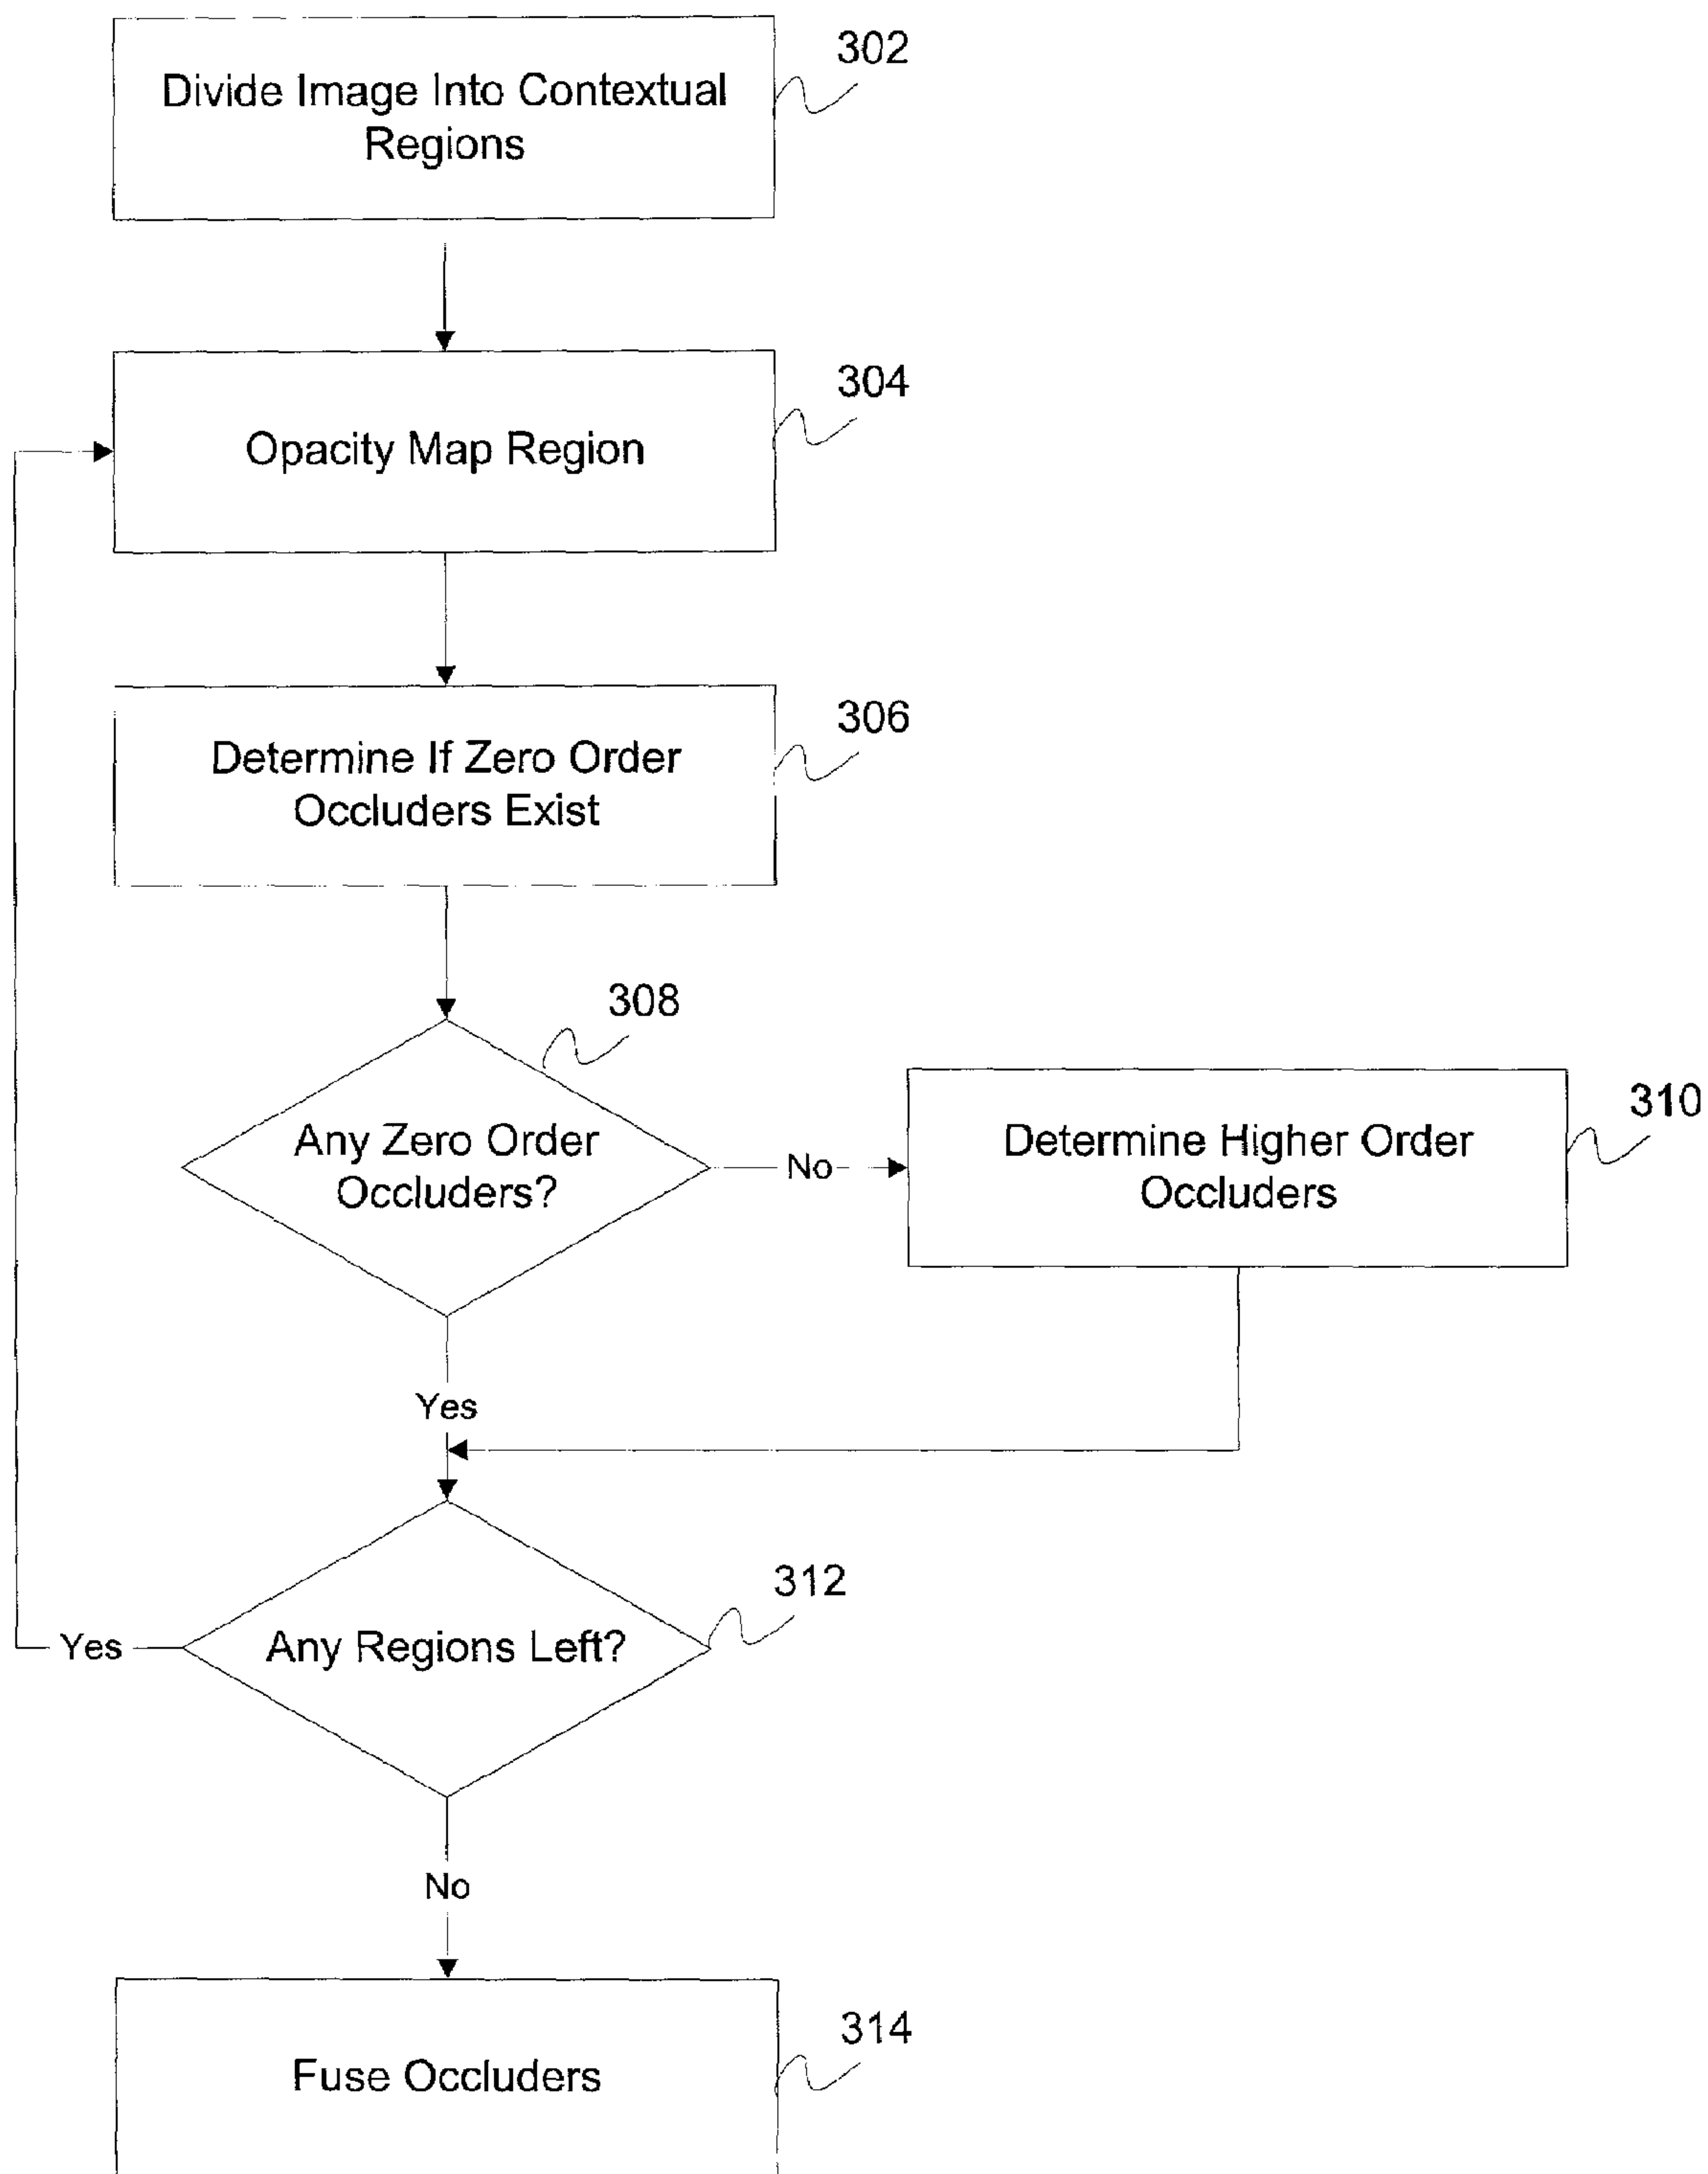 302
Divide Image Into Contextual
Regions
304
Opacity Map Region
306
Determine If Zero Order
Occluders Exist
308
Any Zero Order
Occluders?
No
310
Determine Higher Order
Occluders
Yes
312
Any Regions Left?
Yes
No
314
Fuse Occluders